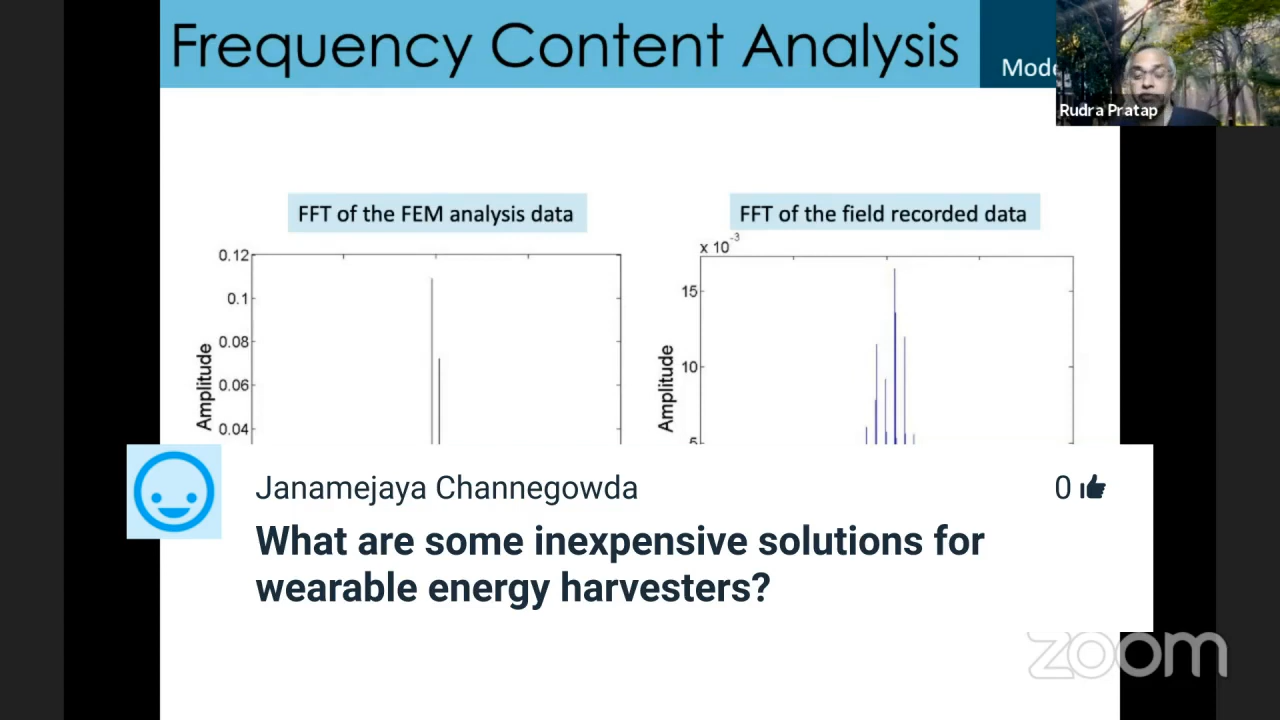 Frequency Content Analysis
Mode
Rudra Pratap
FFT of the FEM analysis data
FFT of the field recorded data
x 10-3
0.12
0.1
0.08
0.06
0.04
Amplitude
15
10
5
Amplitude
Janamejaya Channegowda
0
What are some inexpensive solutions for
wearable energy harvesters?
zoom